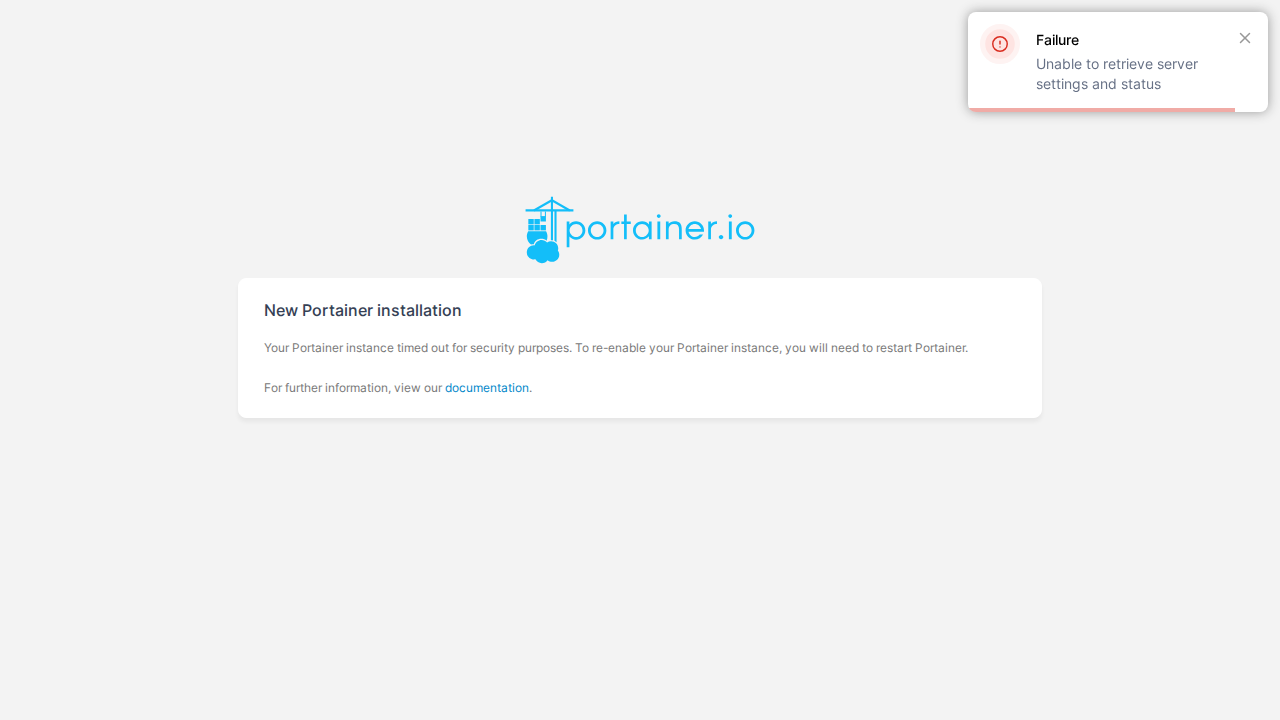 Failure
Unable to retrieve server
settings and status
portainer.io
New Portainer installation
Your Portainer instance timed out for security purposes. To re-enable your Portainer instance, you will need to restart Portainer.
For further information, view our documentation.